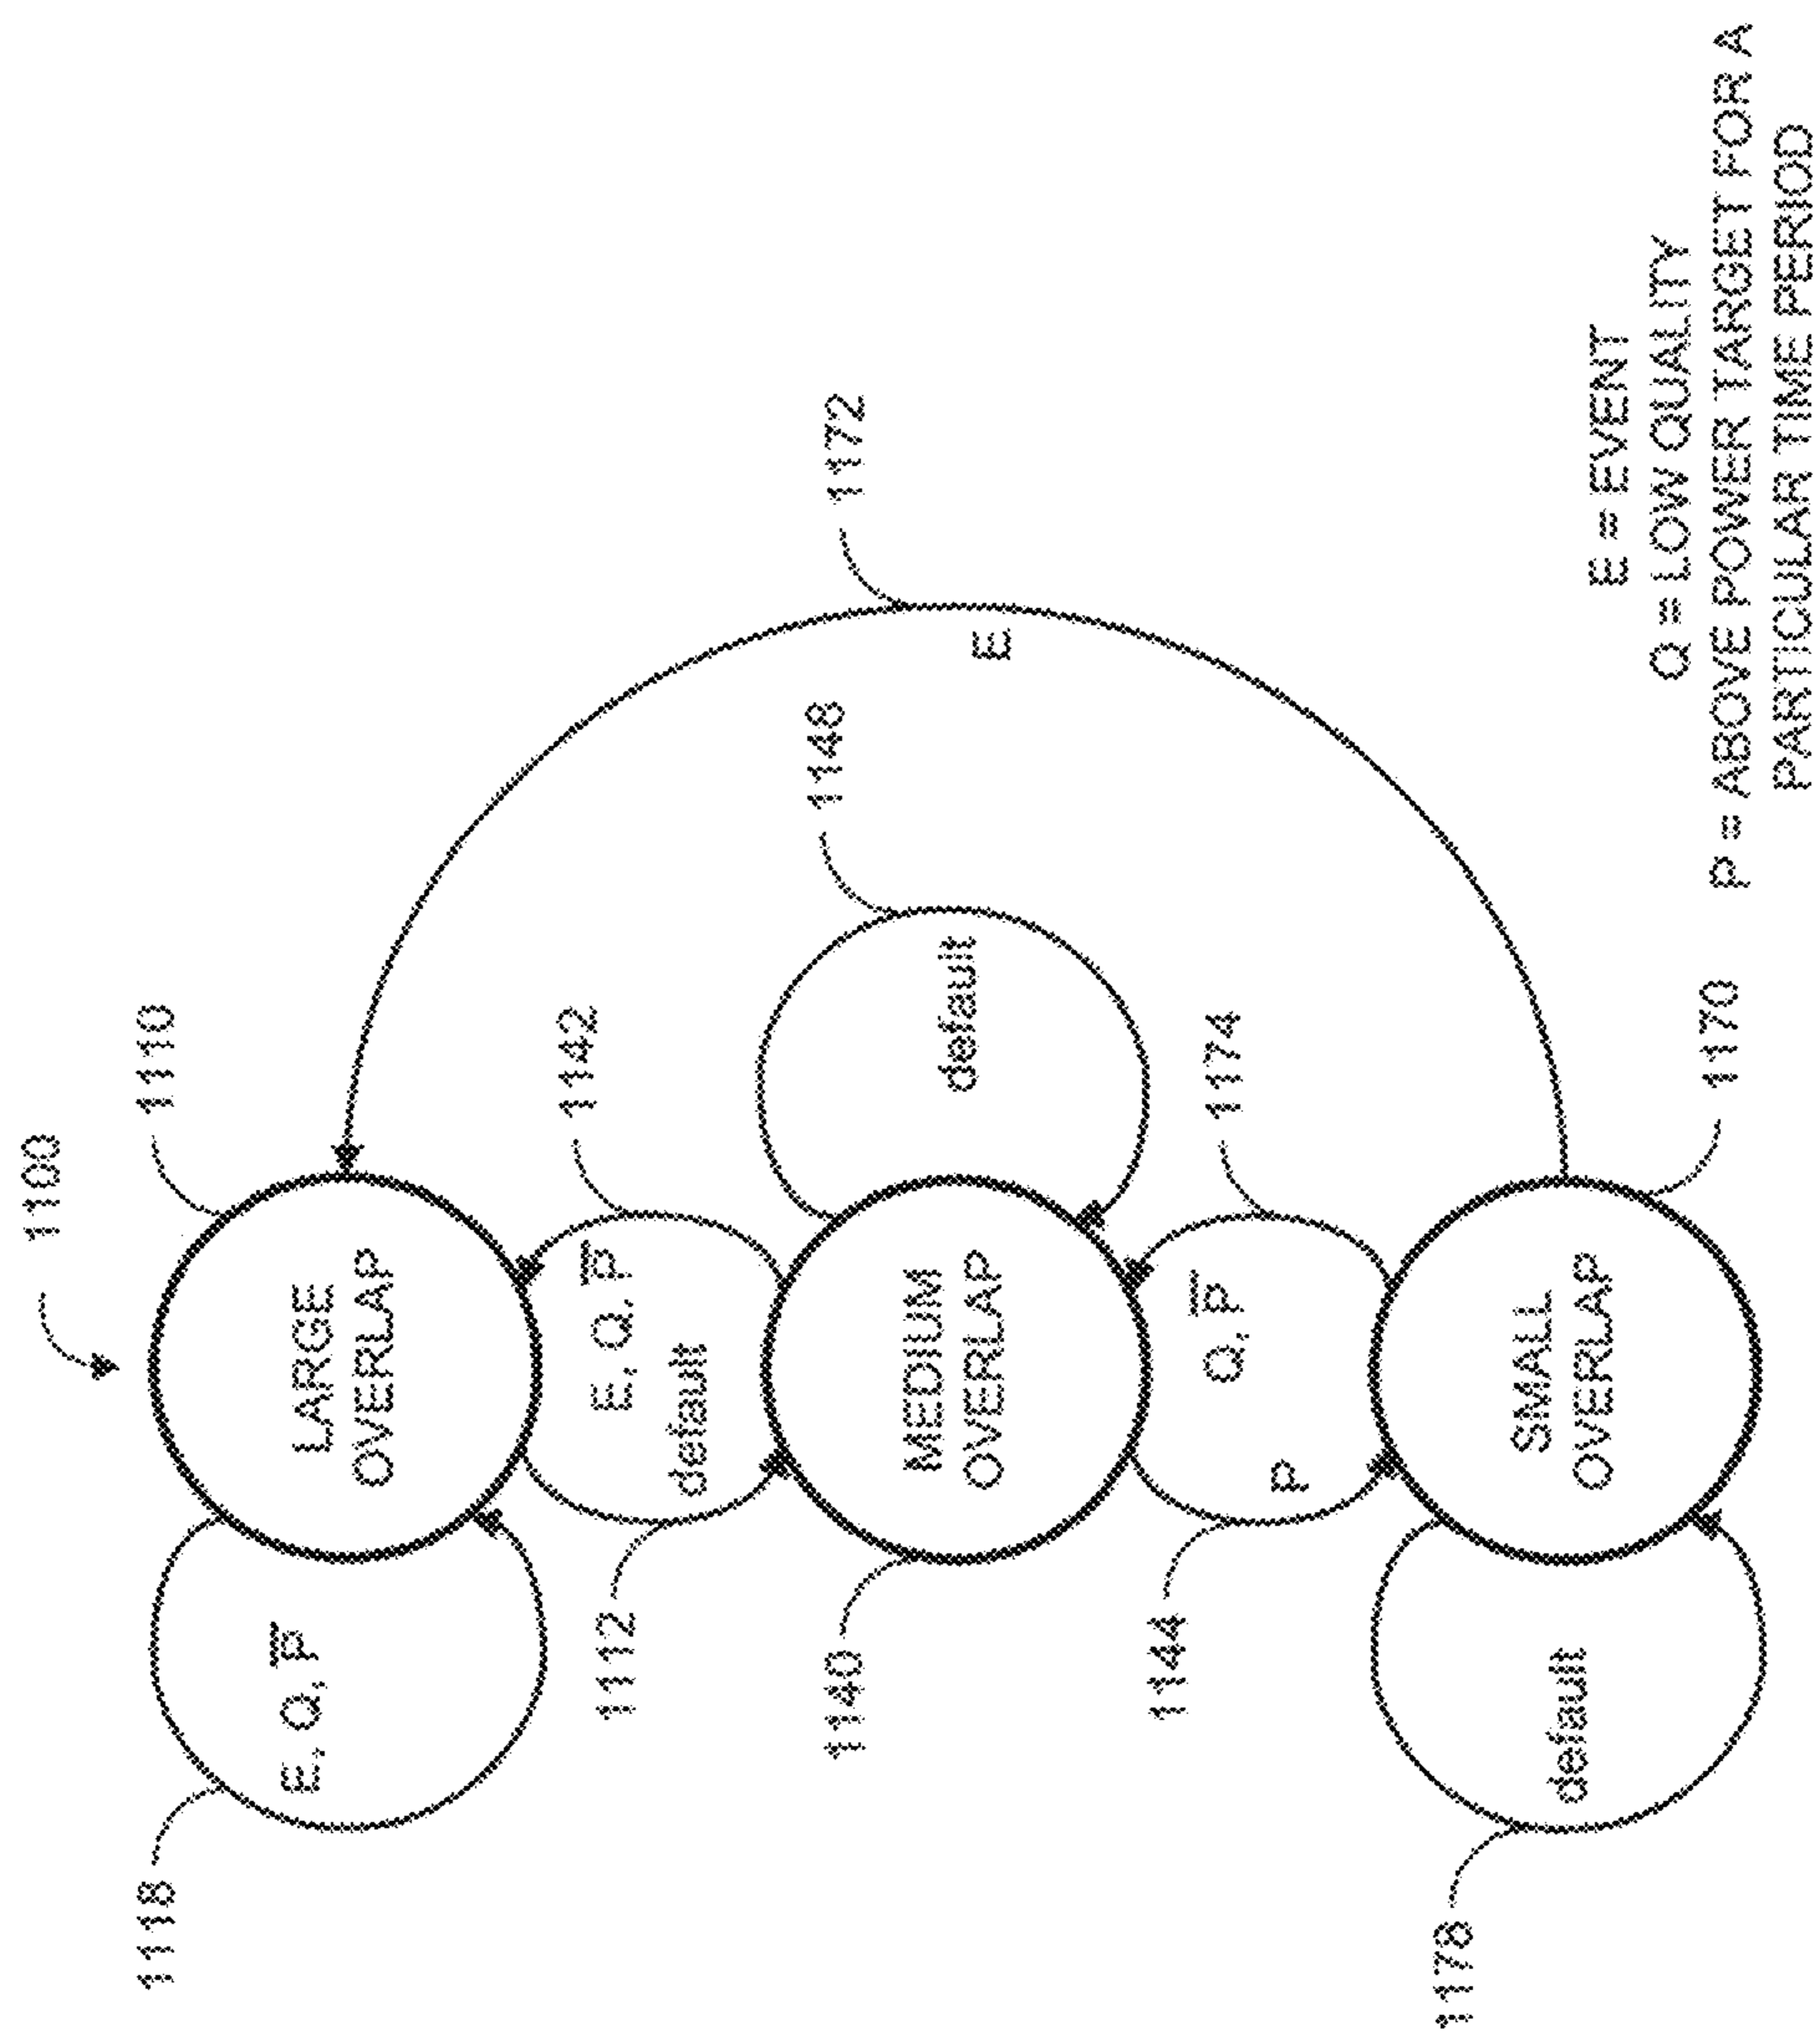 1100
1118
E, Q, P̅
LARGE
OVERLAP
1110
1112
default
E, Q, P̅
1142
1140
MEDIUM
OVERLAP
default
1148
E
1172
1144
P
Q, P̅
1174
1178
default
SMALL
OVERLAP
1170
E = EVENT
Q = LOW QUALITY
P = ABOVE POWER TARGET FOR A
PARTICULAR TIME PERIOD